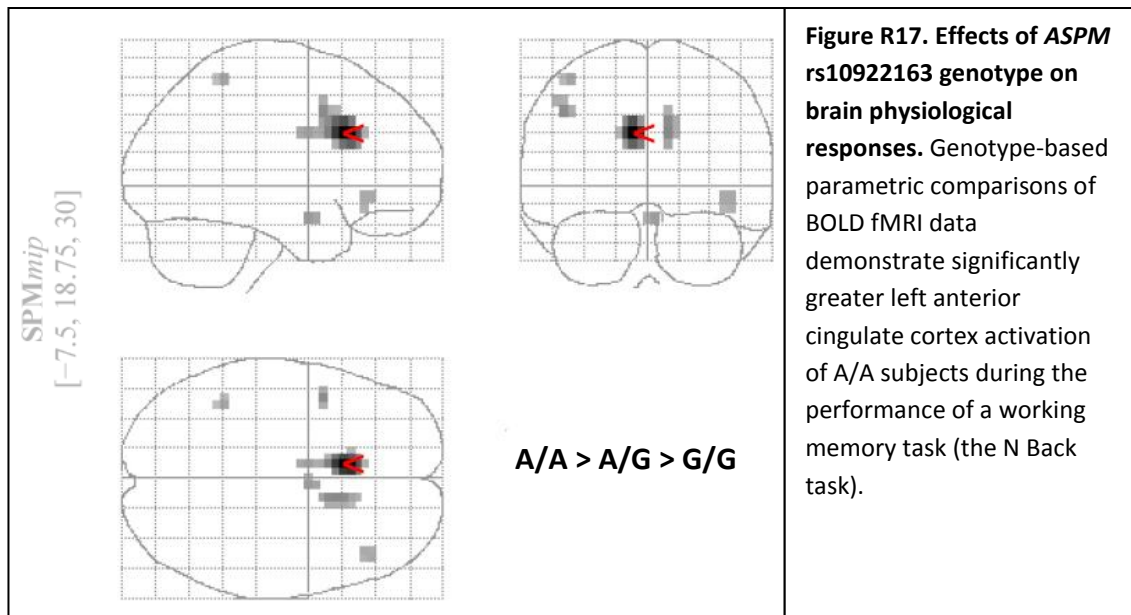 SPMmip
[−7.5, 18.75, 30]
A/A > A/G > G/G
Figure R17. Effects of ASPM
rs10922163 genotype on
brain physiological
responses. Genotype-based
parametric comparisons of
BOLD fMRI data
demonstrate significantly
greater left anterior
cingulate cortex activation
of A/A subjects during the
performance of a working
memory task (the N Back
task).